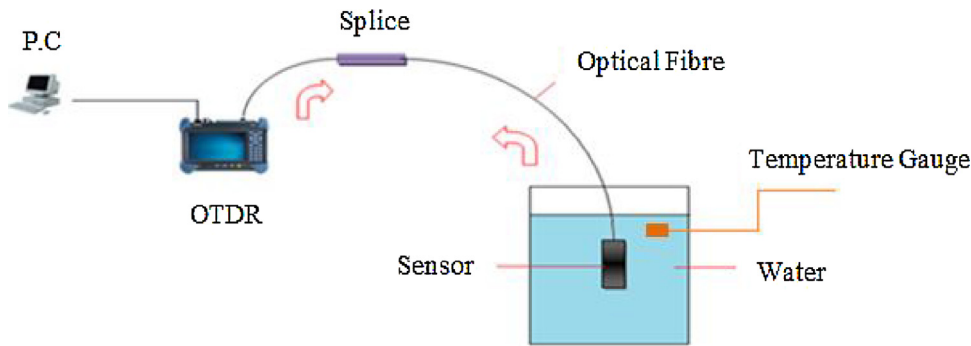 Splice
P.C
Optical Fibre
Temperature Gauge
OTDR
Sensor
Water